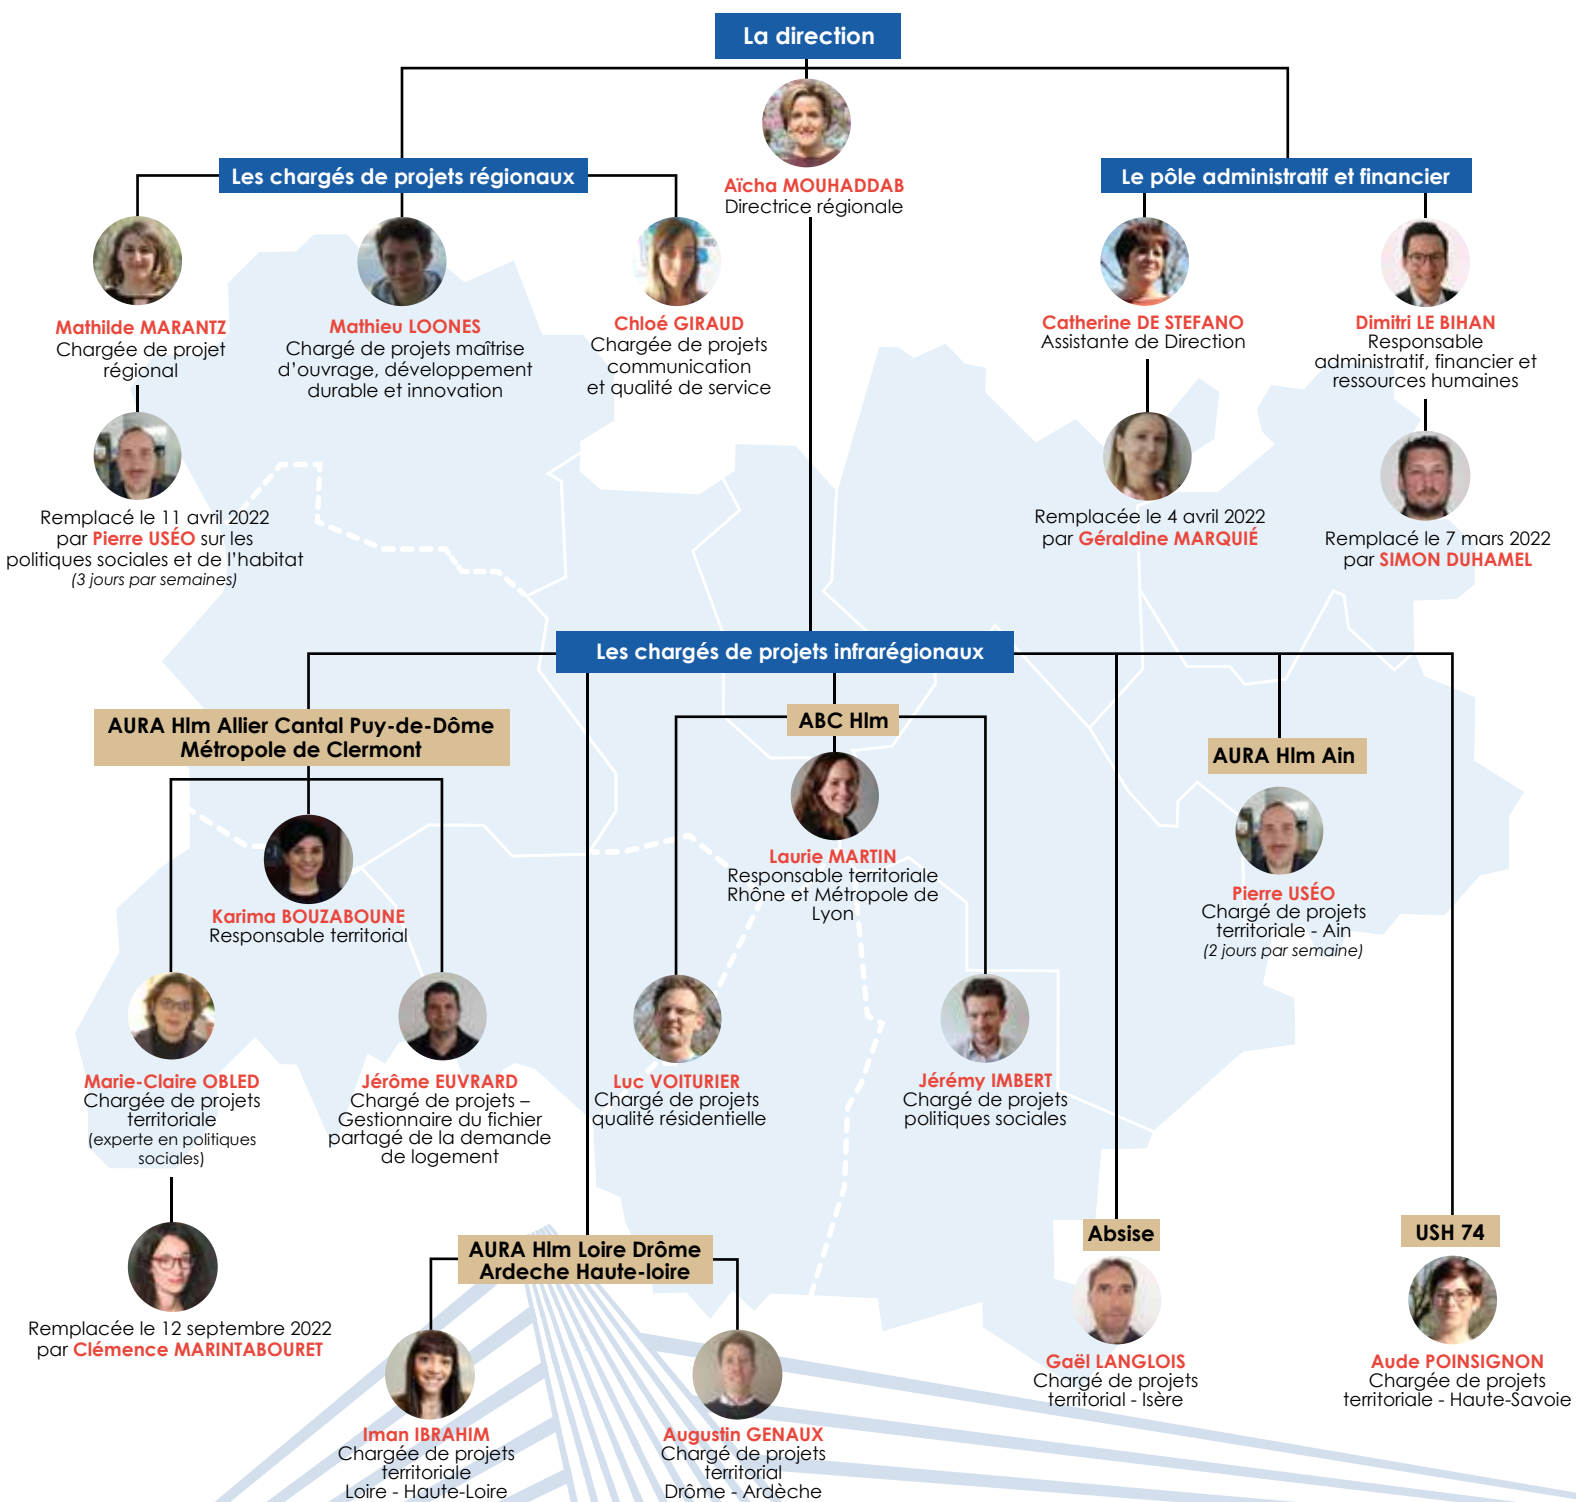 La direction
Aïcha MOUHADDAB
Directrice régionale
Les chargés de projets régionaux
Mathilde MARANTZ
Chargée de projet
régional
Remplacé le 11 avril 2022
par Pierre USÉO sur les
politiques sociales et de l'habitat
(3 jours par semaines)
Mathieu LOONES
Chargé de projets maîtrise
d'ouvrage, développement
durable et innovation
Chloé GIRAUD
Chargée de projets
communication
et qualité de service
Le pôle administratif et financier
Catherine DE STEFANO
Assistante de Direction
Remplacée le 4 avril 2022
par Géraldine MARQUIÉ
Dimitri LE BIHAN
Responsable
administratif, financier et
ressources humaines
Remplacé le 7 mars 2022
par SIMON DUHAMEL
Les chargés de projets infrarégionaux
AURA Hlm Allier Cantal Puy-de-Dôme
Métropole de Clermont
Karima BOUZABOUNE
Responsable territorial
Marie-Claire OBLED
Chargée de projets
territoriale
(experte en politiques
sociales)
Remplacée le 12 septembre 2022
par Clémence MARINTABOURET
Jérôme EUVRARD
Chargé de projets –
Gestionnaire du fichier
partagé de la demande
de logement
AURA Hlm Loire Drôme
Ardeche Haute-loire
Iman IBRAHIM
Chargée de projets
territoriale
Loire - Haute-Loire
Augustin GENAUX
Chargé de projets
territorial
Drôme - Ardèche
ABC Hlm
Laurie MARTIN
Responsable territoriale
Rhône et Métropole de
Lyon
Luc VOITURIER
Chargé de projets
qualité résidentielle
Jérémy IMBERT
Chargé de projets
politiques sociales
Absise
Gaël LANGLOIS
Chargé de projets
territorial - Isère
AURA Hlm Ain
Pierre USÉO
Chargé de projets
territoriale - Ain
(2 jours par semaine)
USH 74
Aude POINSIGNON
Chargée de projets
territoriale - Haute-Savoie